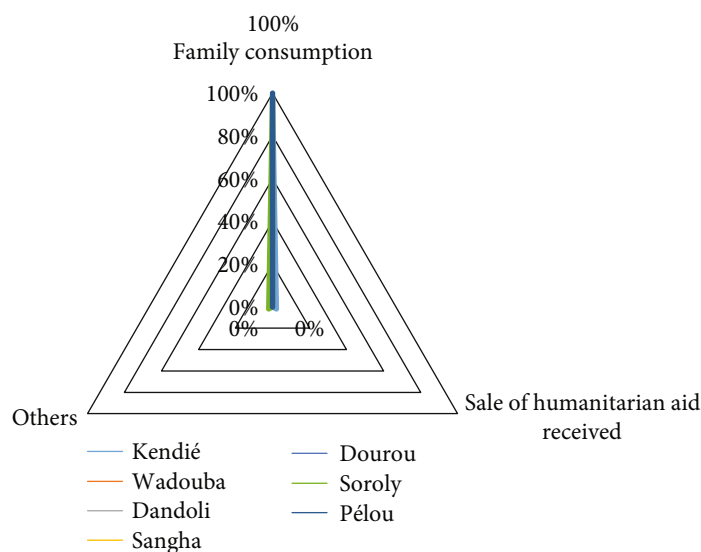 100%
Family consumption
100%
80%
60%
40%
20%
0%
0% 0%
Others
Sale of humanitarian aid
received
Kendié
Wadouba
Dandoli
Sangha
Dourou
Soroly
Pélou